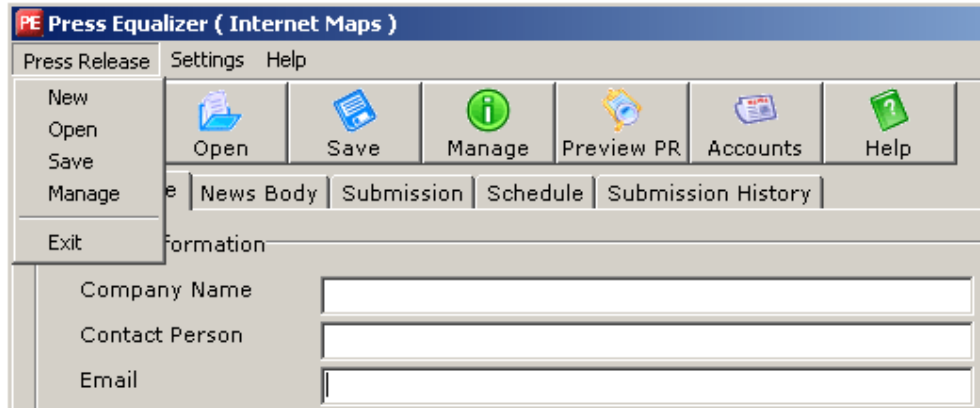 PE Press Equalizer ( Internet Maps )
Press Release Settings Help
New
Open
Save
Manage
Exit
Open Save Manage Preview PR Accounts Help
e News Body Submission Schedule Submission History
formation
Company Name
Contact Person
Email